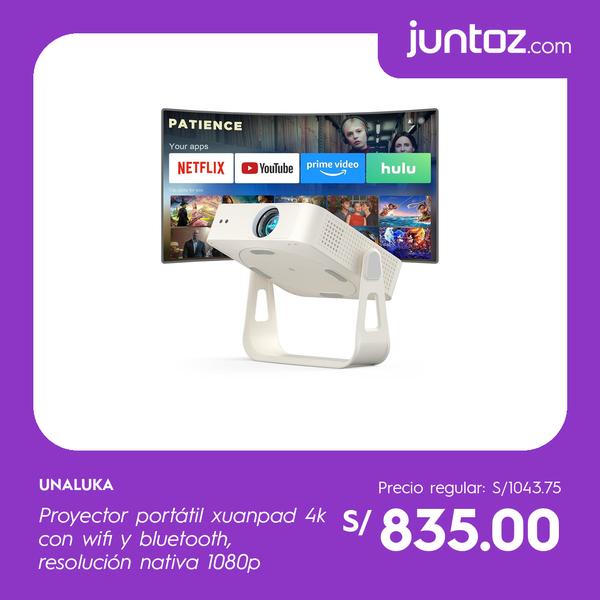 juntoz.com
PATIENCE
Your apps
NETFLIX
YouTube
prime video
hulu
UNALUKA
Proyector portátil xuanpad 4k
con wifi y bluetooth,
resolución nativa 1080p
Precio regular: S/1043.75
S/ 835.00